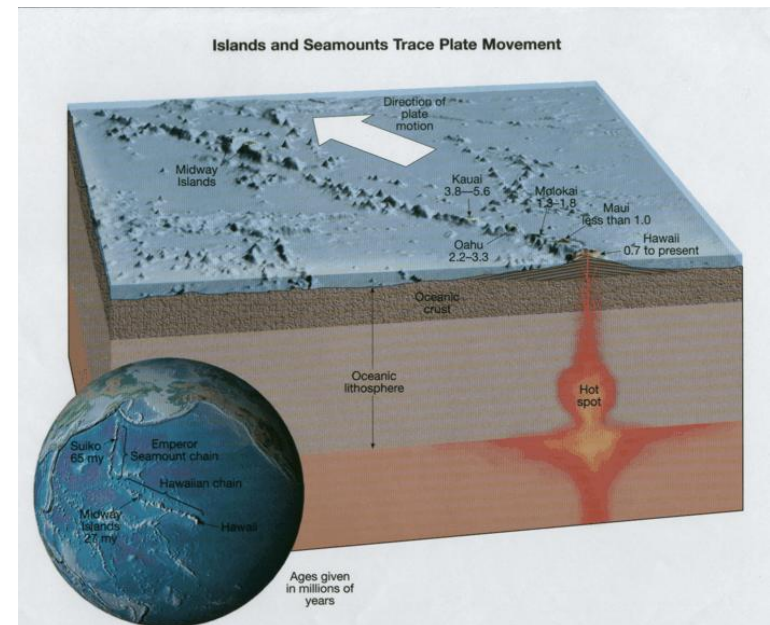 Islands and Seamounts Trace Plate Movement
Direction of
plate
motion
Midway
Islands
Kauai
3.8—5.6
Molokai
1.3–1.8
Maui
less than 1.0
Oahu
2.2–3.3
Hawaii
0.7 to present
Oceanic
crust
Oceanic
lithosphere
Hot
spot
Suiko
65 my
Emperor
Seamount chain
Hawaiian chain
Midway
Islands
27 my
Hawaii
Ages given
in millions of
years